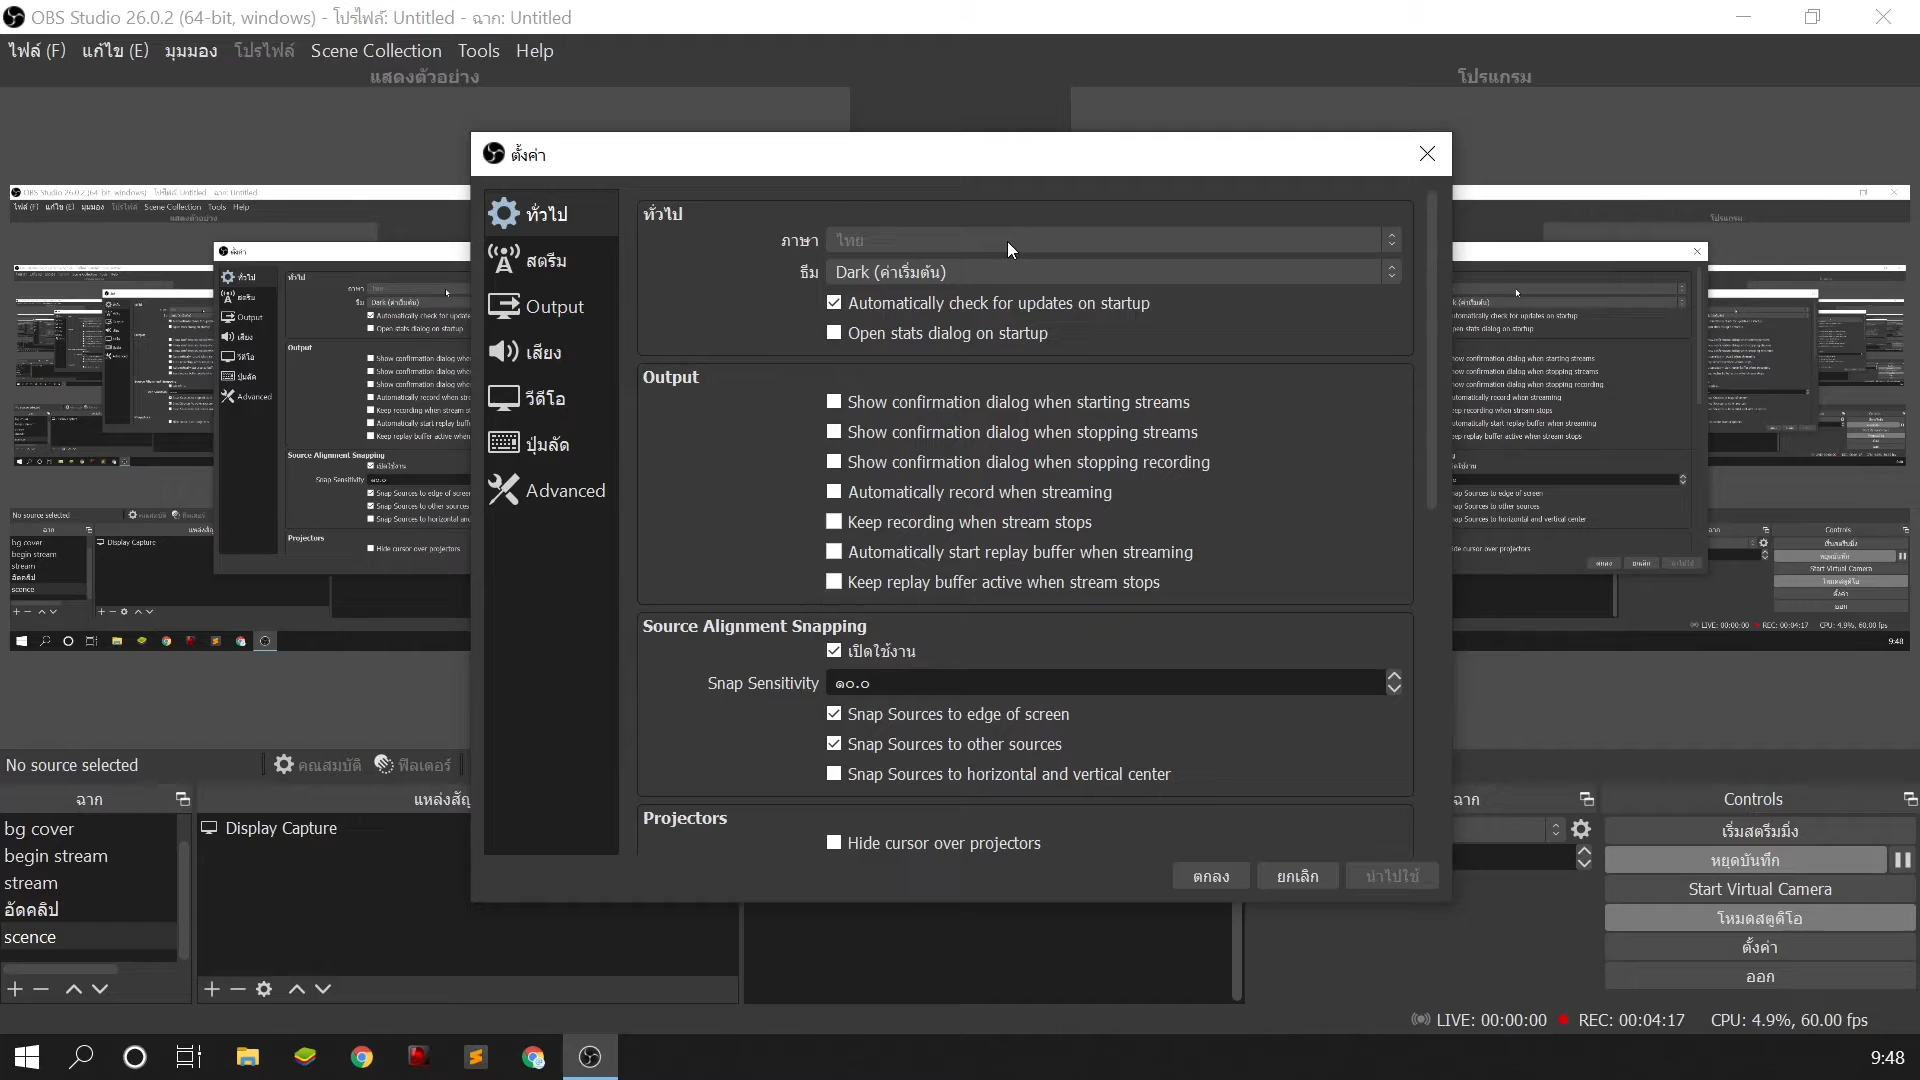 OBS Studio 26.0.2 (64-bit, windows) - โปรไฟล์: Untitled - ฉาก: Untitled
ไฟล์ (F) แก้ไข (E) มุมมอง โปรไฟล์ Scene Collection Tools Help
แสดงตัวอย่าง
โปรแกรม
ตั้งค่า
ทั่วไป
สตรีม
Output
เสียง
วีดีโอ
ปุ่มลัด
Advanced
ทั่วไป
ภาษา ไทย
ธีม Dark (ค่าเริ่มต้น)
Automatically check for updates on startup
Open stats dialog on startup
Output
Show confirmation dialog when starting streams
Show confirmation dialog when stopping streams
Show confirmation dialog when stopping recording
Automatically record when streaming
Keep recording when stream stops
Automatically start replay buffer when streaming
Keep replay buffer active when stream stops
Source Alignment Snapping
เปิดใช้งาน
Snap Sensitivity ๑๐.๐
Snap Sources to edge of screen
Snap Sources to other sources
Snap Sources to horizontal and vertical center
Projectors
Hide cursor over projectors
ตกลง ยกเลิก นำไปใช้
No source selected
คุณสมบัติ ฟิลเตอร์
ฉาก
bg cover
begin stream
stream
อัดคลิป
scence
Display Capture
Controls
เริ่มสตรีมมิ่ง
หยุดบันทึก
Start Virtual Camera
โหมดสตูดิโอ
ตั้งค่า
ออก
LIVE: 00:00:00 REC: 00:04:17 CPU: 4.9%, 60.00 fps
9:48